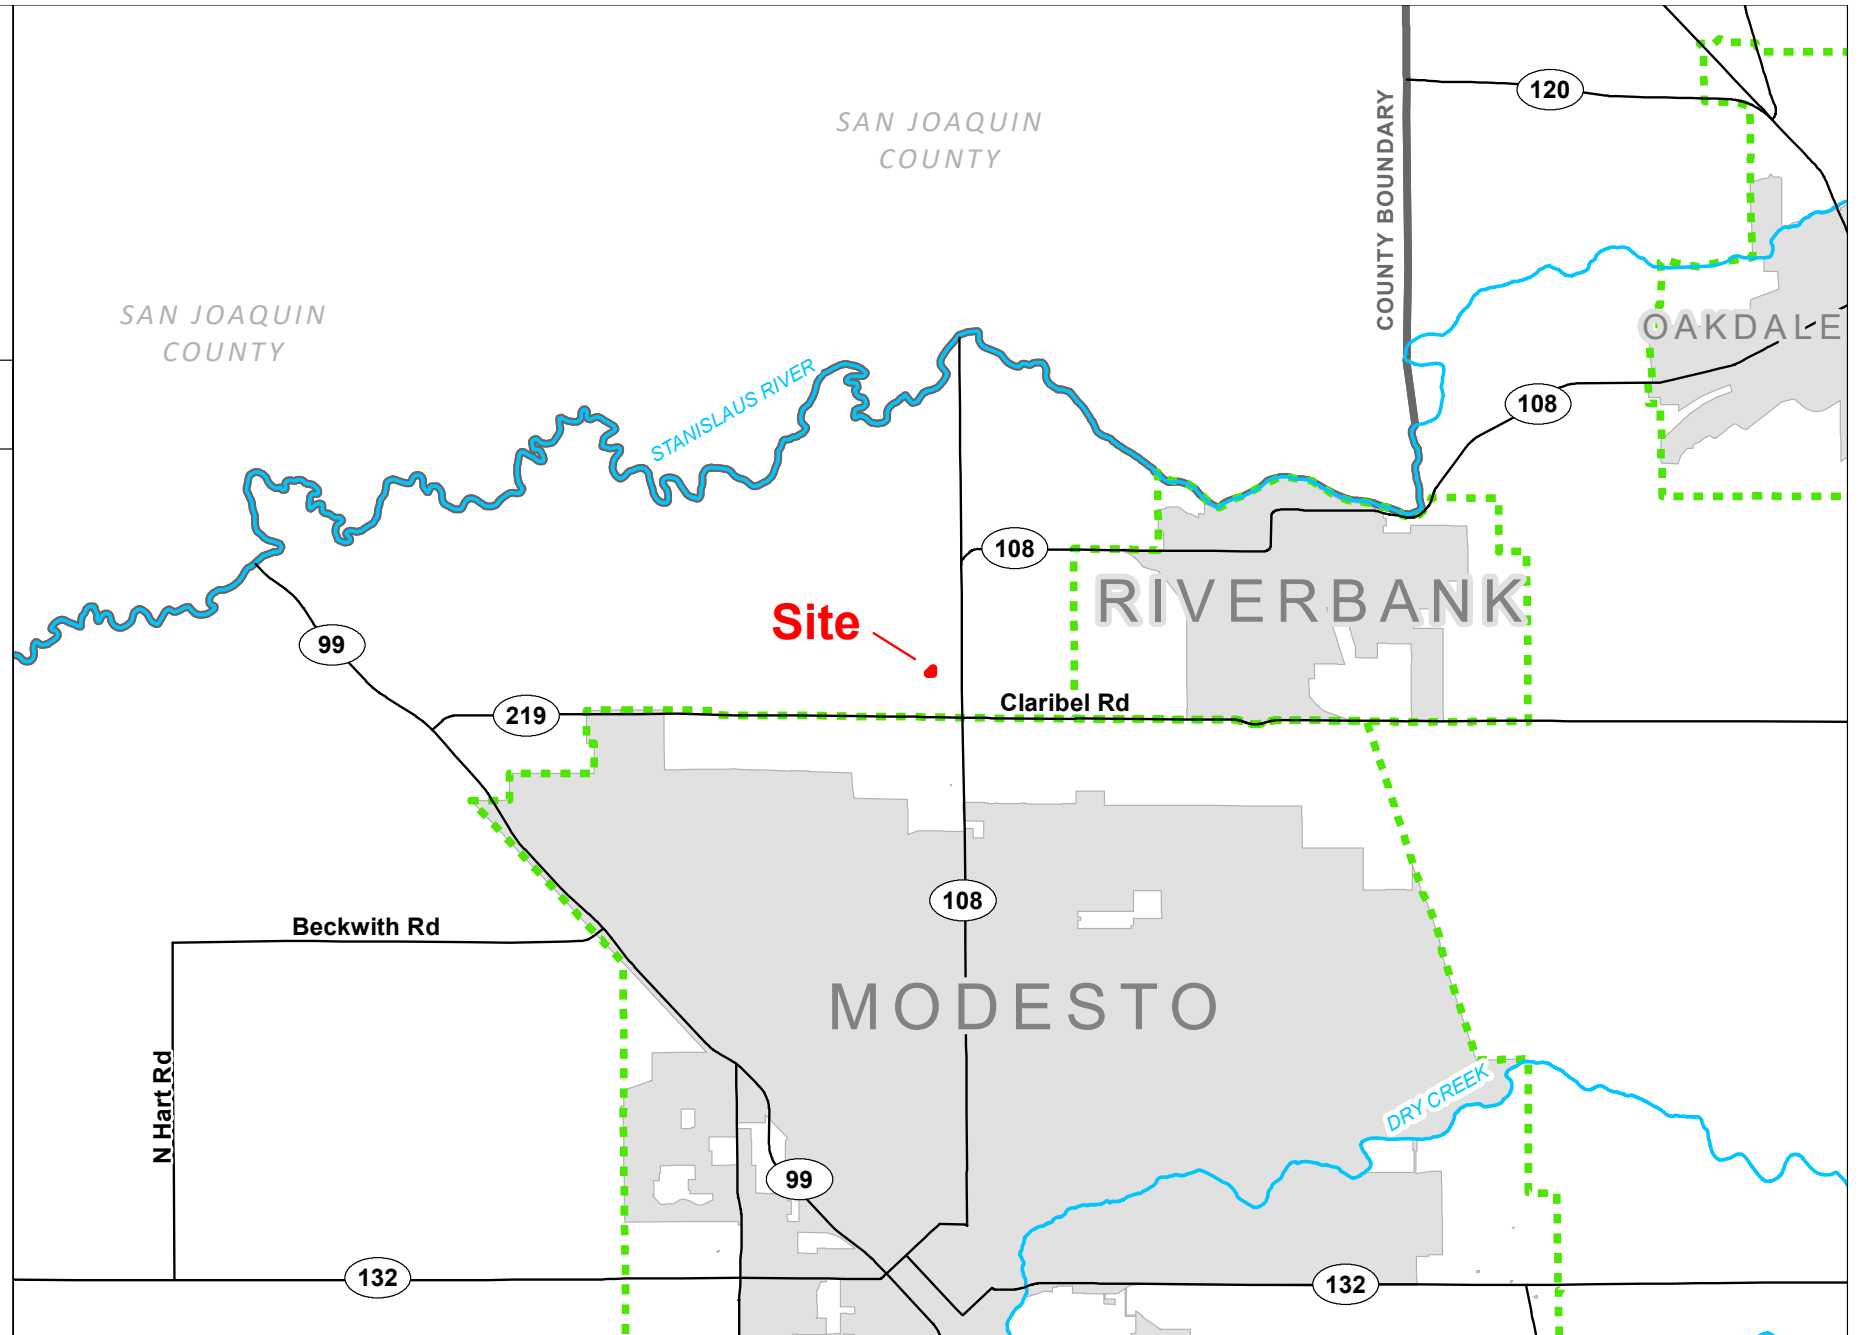 120
SAN JOAQUIN
COUNTY
COUNTY BOUNDARY
SAN JOAQUIN
COUNTY
OAKDALE
STANISLAUS RIVER
108
108
RIVERBANK
Site
99
Claribel Rd
219
108
Beckwith Rd
MODESTO
N Hart Rd
DRY CREEK
99
132
132